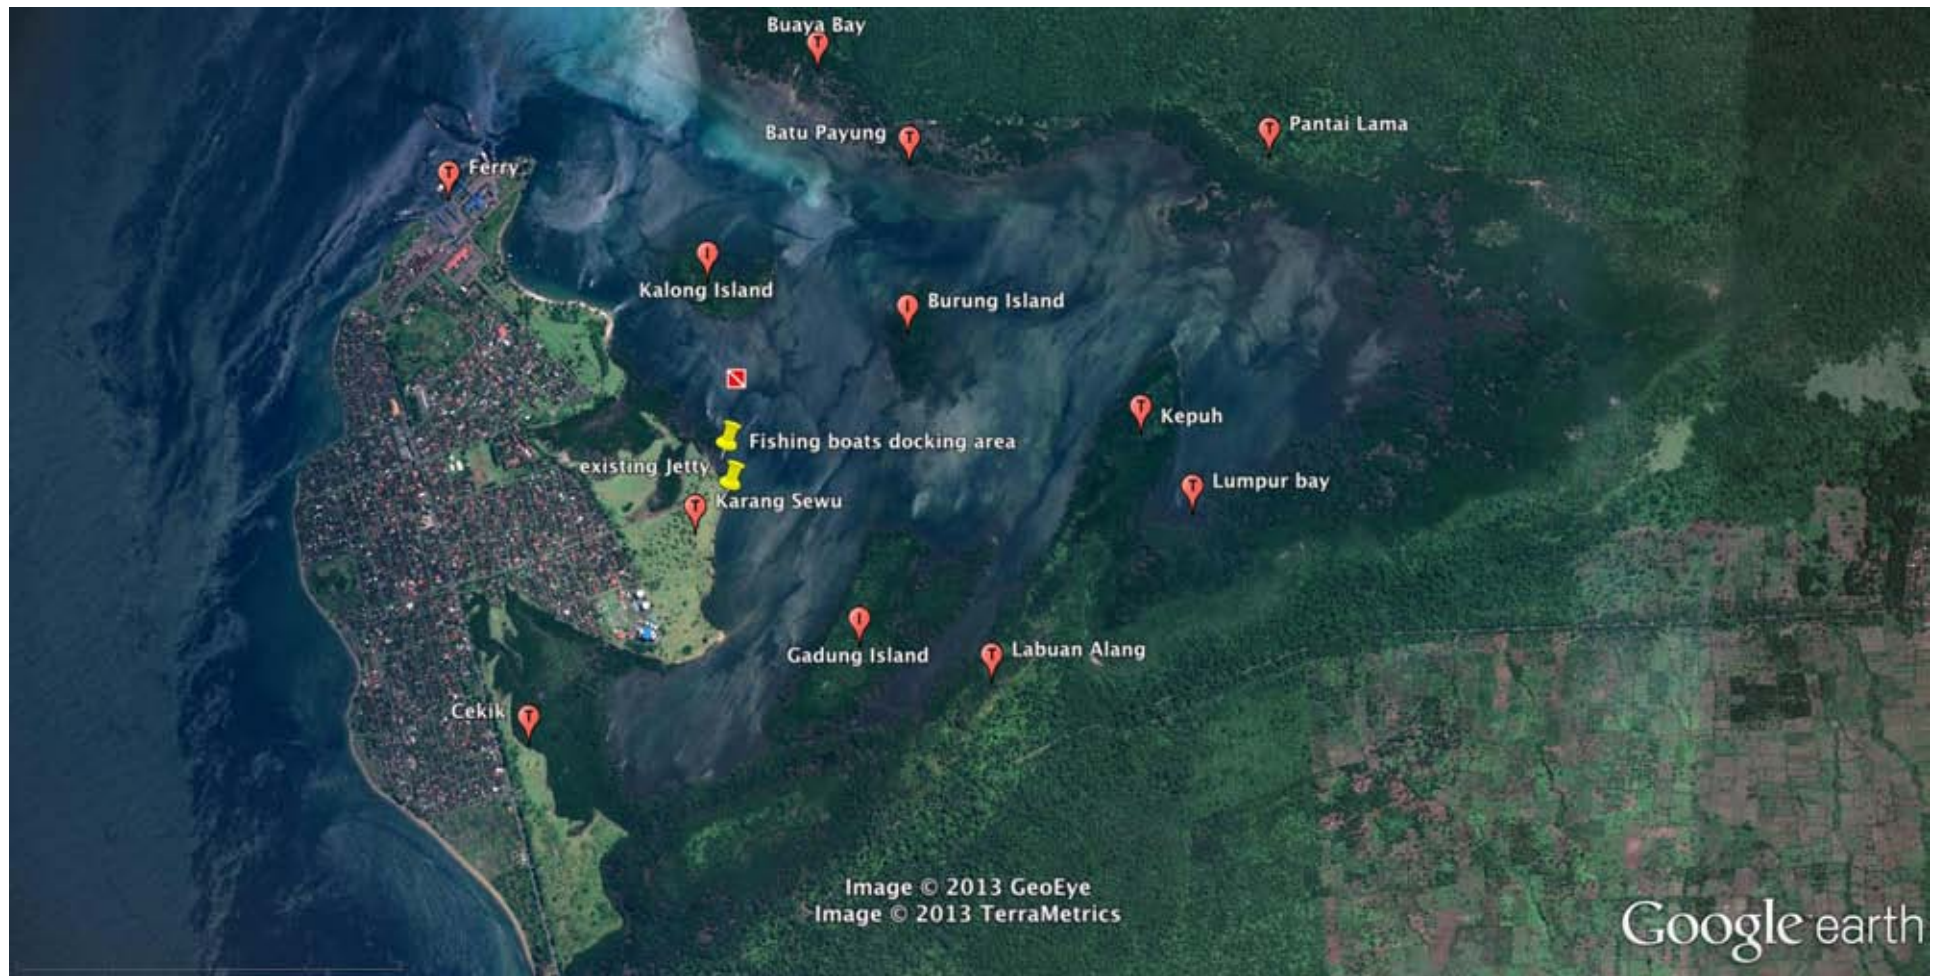 Buaya Bay
T
Batu Payung
T
Pantai Lama
T
Ferry
T
Kalong Island
I
Burung Island
I
Kepuh
T
Fishing boats docking area
existing Jetty
Karang Sewu
T
Lumpur bay
T
Gadung Island
I
Labuan Alang
T
Cekik
T
Image © 2013 GeoEye
Image © 2013 TerraMetrics
Google earth